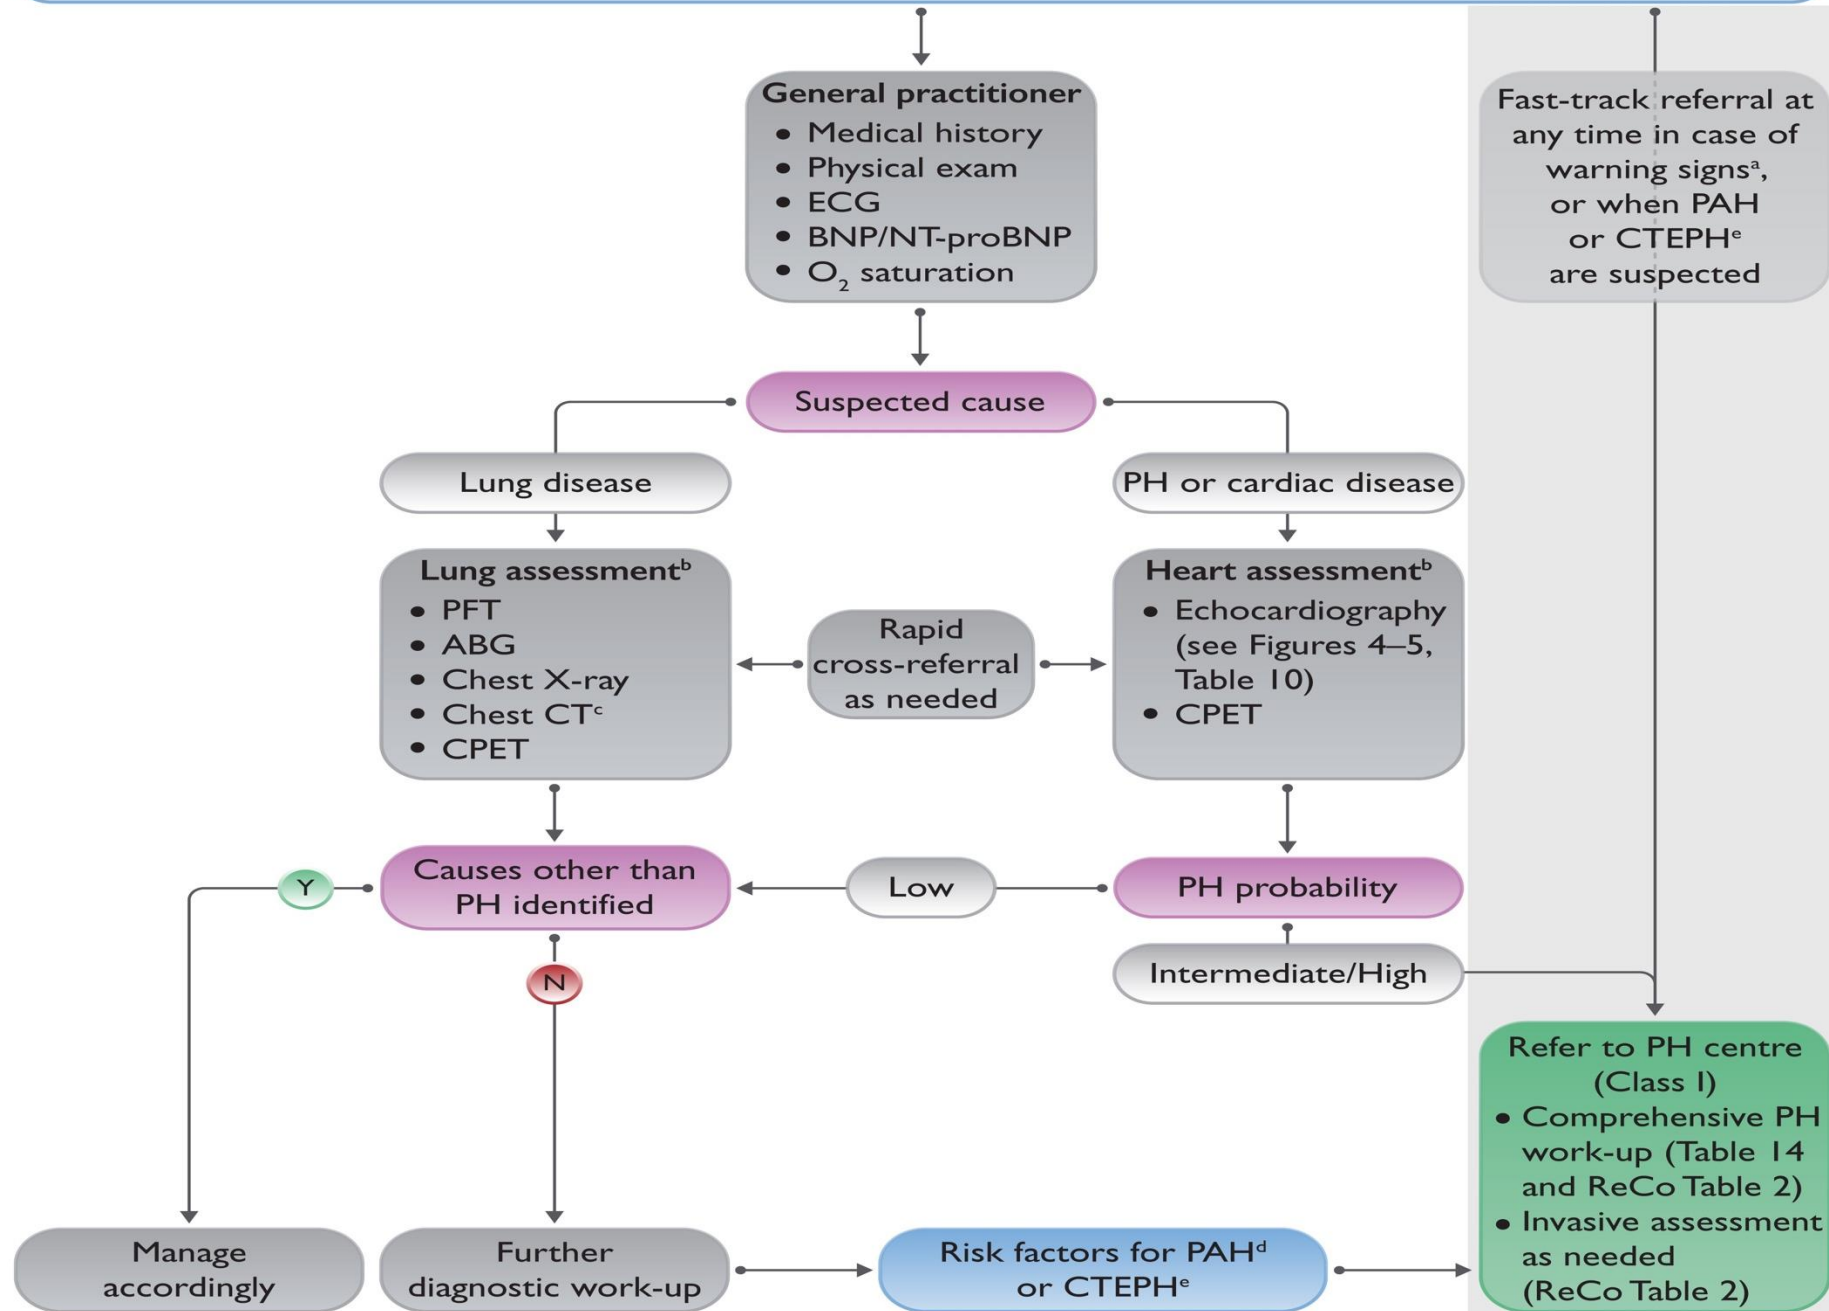 General practitioner
• Medical history
• Physical exam
• ECG
• BNP/NT-proBNP
• O₂ saturation
Fast-track referral at
any time in case of
warning signsᵃ,
or when PAH
or CTEPHᵉ
are suspected
Suspected cause
Lung disease
PH or cardiac disease
Lung assessmentᵇ
• PFT
• ABG
• Chest X-ray
• Chest CTᶜ
• CPET
Rapid
cross-referral
as needed
Heart assessmentᵇ
• Echocardiography
(see Figures 4–5,
Table 10)
• CPET
Y
Causes other than
PH identified
Low
PH probability
N
Intermediate/High
Refer to PH centre
(Class I)
• Comprehensive PH
work-up (Table 14
and ReCo Table 2)
• Invasive assessment
as needed
(ReCo Table 2)
Manage
accordingly
Further
diagnostic work-up
Risk factors for PAHᵈ
or CTEPHᵉ